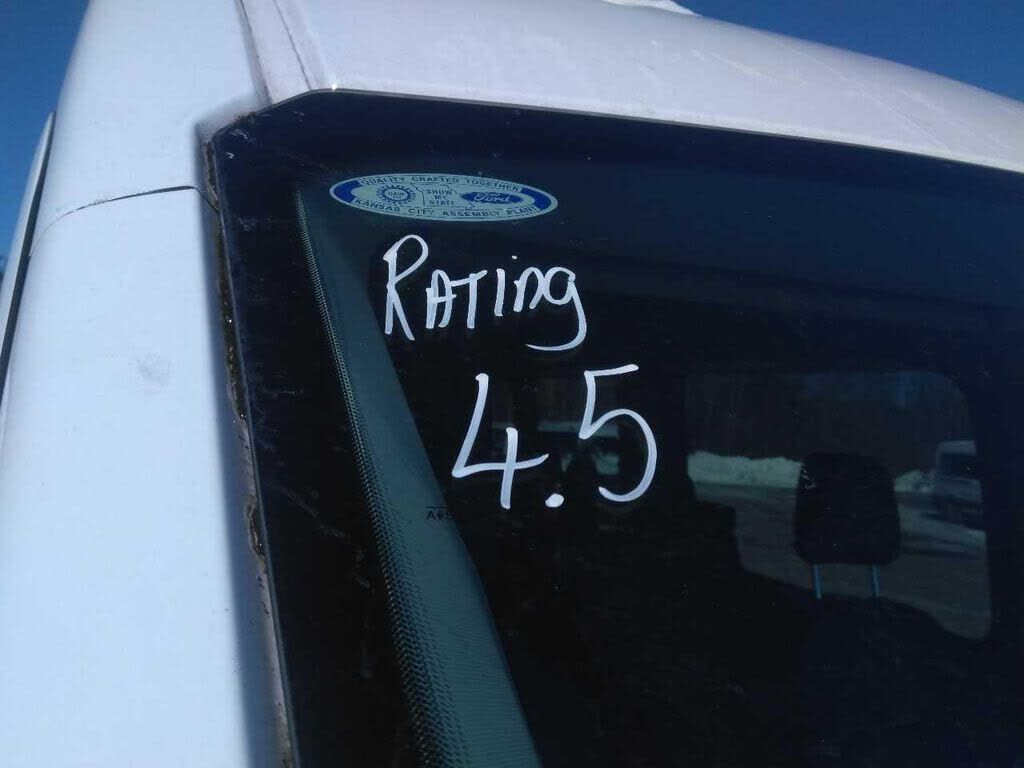 QUALITY CRAFTED TOGETHER
UAW
SHOW
ME
STATE
Ford
KANSAS CITY ASSEMBLY PLANT
RATing
4.5